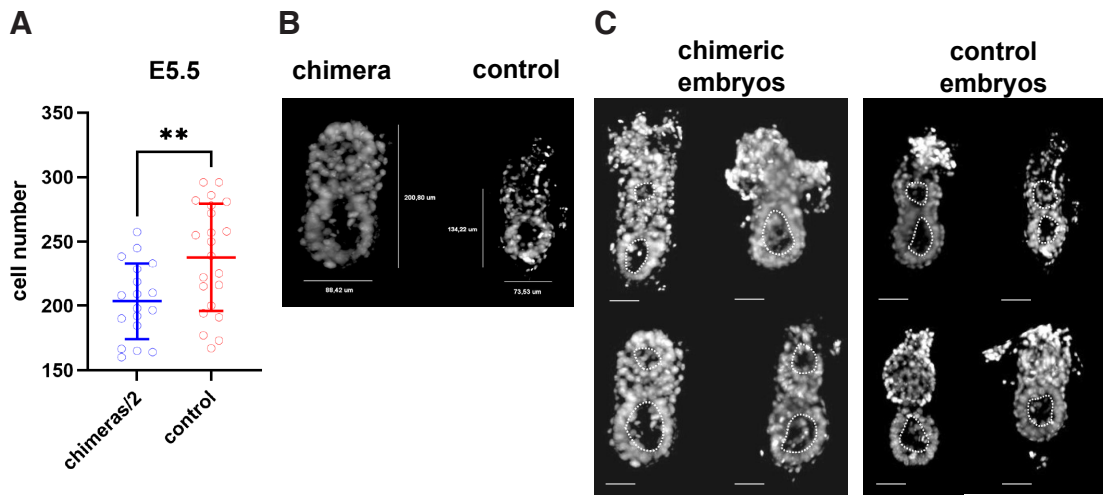 A
E5.5
350
**
300
250
200
150
cell number
chimeras/2
control
B
chimera
control
200,80 um
134,22 um
88,42 um
73,53 um
C
chimeric
embryos
control
embryos